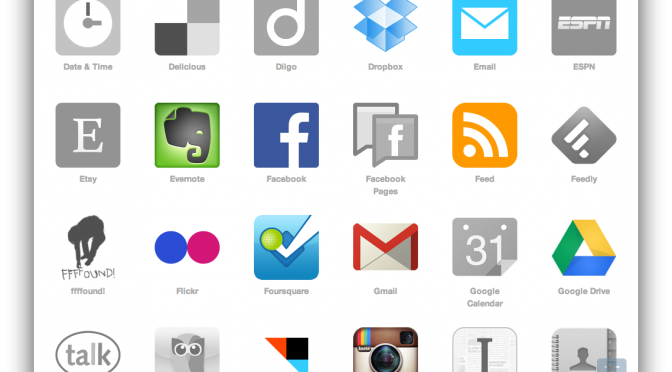 Date & Time
Delicious
Diigo
Dropbox
Email
ESPN
ESPN
E
f
f
Etsy
Evernote
Facebook
Facebook
Pages
Feed
Feedly
FFFFOUND!
31
ffffound!
Flickr
Foursquare
Gmail
Google
Calendar
Google Drive
talk
I